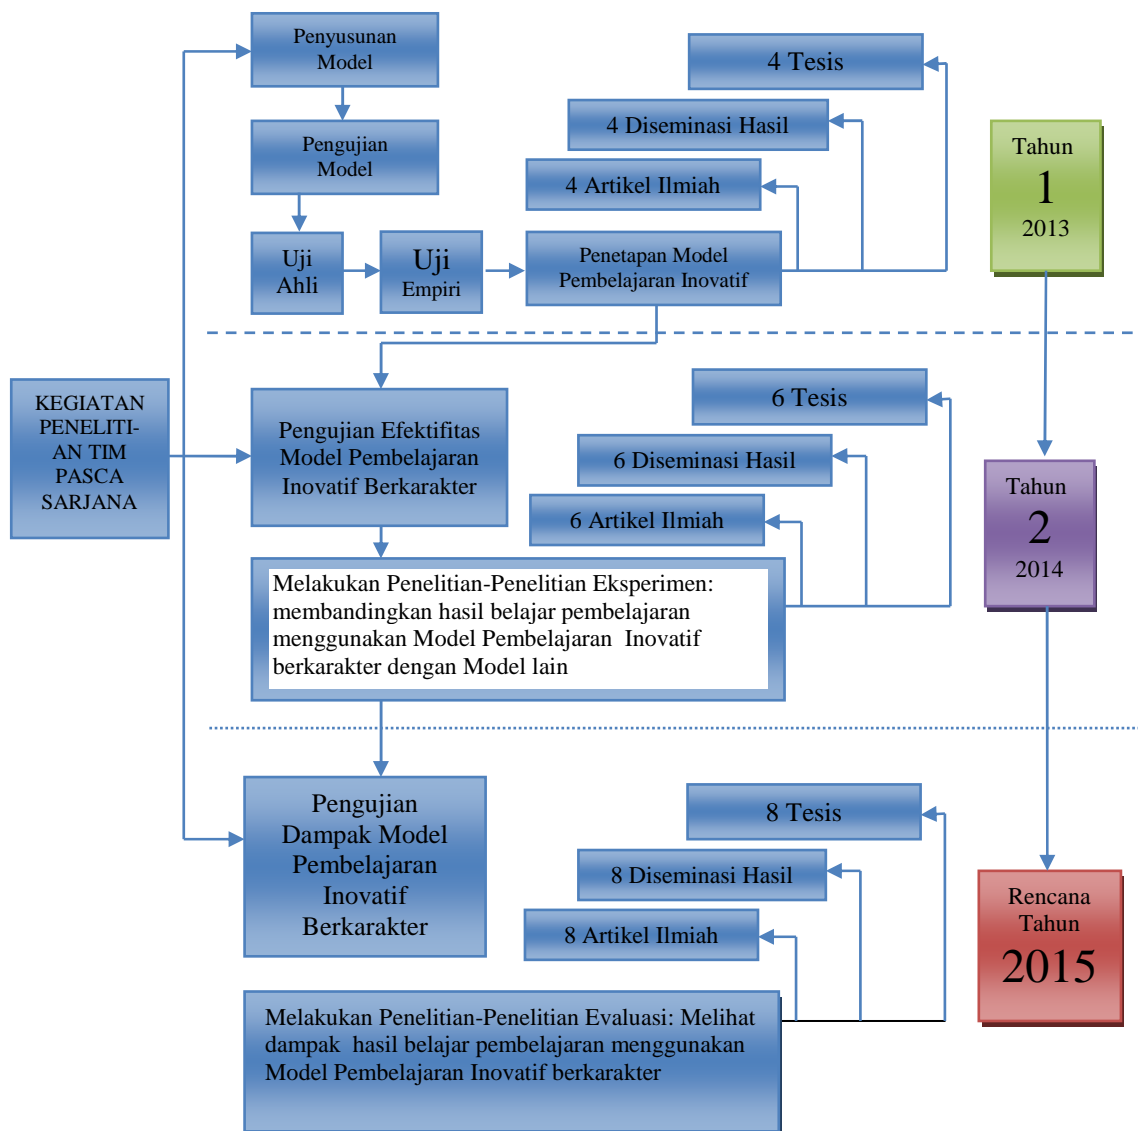 Penyusunan
Model
4 Tesis
4 Diseminasi Hasil
Pengujian
Model
4 Artikel Ilmiah
Tahun
1
2013
Uji
Ahli
Uji
Empiri
Penetapan Model
Pembelajaran Inovatif
KEGIATAN
PENELITI-
AN TIM
PASCA
SARJANA
Pengujian Efektifitas
Model Pembelajaran
Inovatif Berkarakter
6 Tesis
6 Diseminasi Hasil
6 Artikel Ilmiah
Tahun
2
2014
Melakukan Penelitian-Penelitian Eksperimen:
membandingkan hasil belajar pembelajaran
menggunakan Model Pembelajaran  Inovatif
berkarakter dengan Model lain
Pengujian
Dampak Model
Pembelajaran
Inovatif
Berkarakter
8 Tesis
8 Diseminasi Hasil
8 Artikel Ilmiah
Rencana
Tahun
2015
Melakukan Penelitian-Penelitian Evaluasi: Melihat
dampak  hasil belajar pembelajaran menggunakan
Model Pembelajaran Inovatif berkarakter